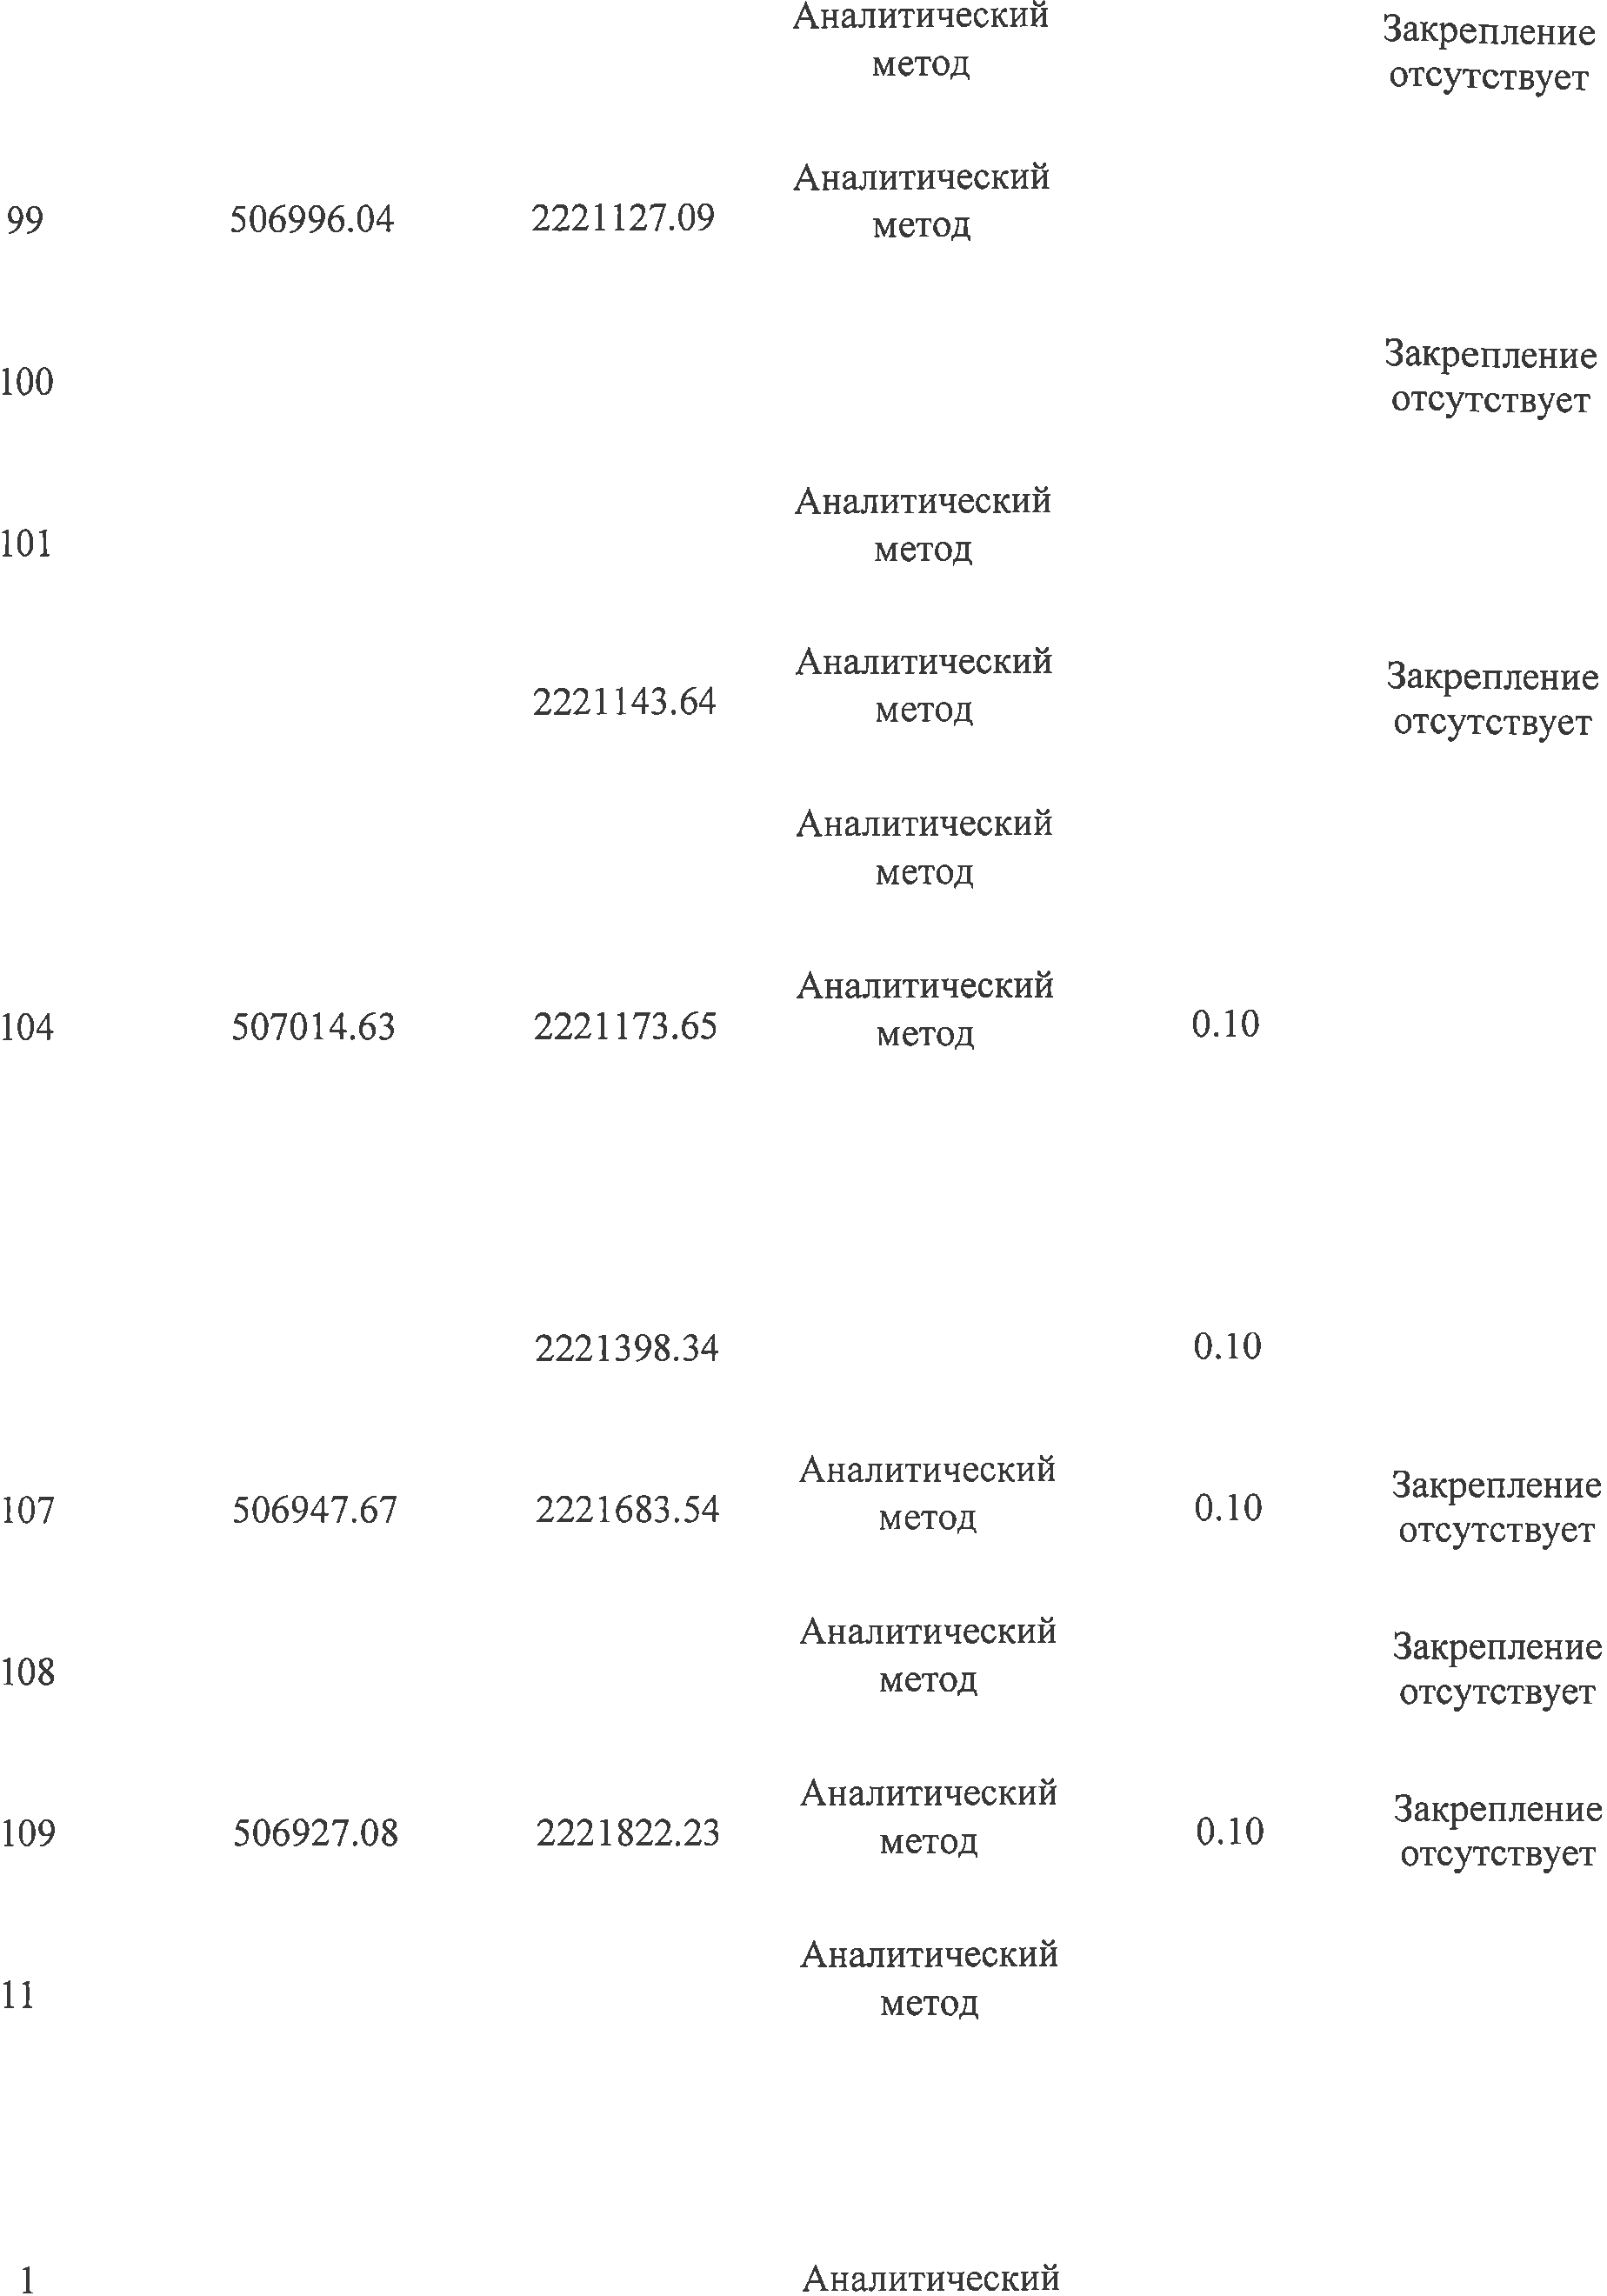 Аналитический Закрепление
метод отсутствует
Аналитический
99 506996.04 2221127.09 метод
Закрепление
100 отсутствует
Аналитический
101 метод
Аналитический Закрепление
2221143.64 метод отсутствует
Аналитический
метод
Аналитический
104 507014.63 2221173.65 метод 0.10
2221398.34 0.10
Аналитический Закрепление
107 506947.67 2221683.54 метод 0.10 отсутствует
Аналитический Закрепление
108 метод отсутствует
Аналитический Закрепление
109 506927.08 2221822.23 метод 0.10 отсутствует
Аналитический
11 метод
1 Аналитический